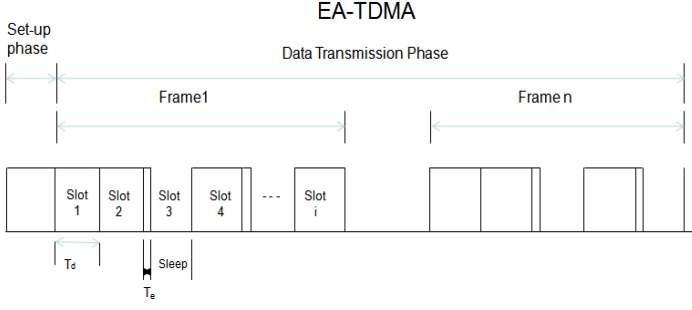 EA-TDMA
Set-up
phase
Data Transmission Phase
Frame1
Frame n
Slot
1
Slot
2
Slot
3
Slot
4
---
Slot
i
Td
Sleep
Te